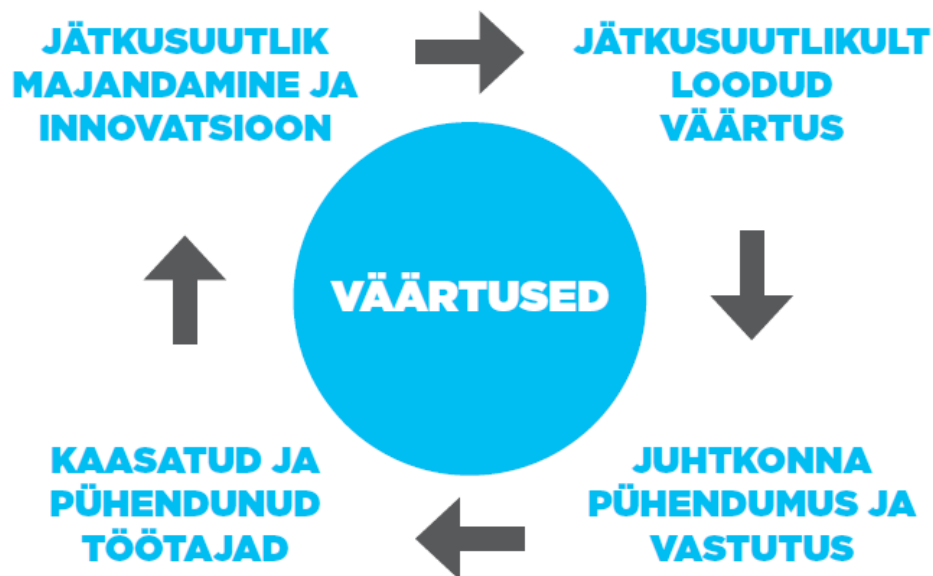 JÄTKUSUUTLIK
MAJANDAMINE JA
INNOVATSIOON
JÄTKUSUUTLIKULT
LOODUD
VÄÄRTUS
VÄÄRTUSED
KAASATUD JA
PÜHENDUNUD
TÖÖTAJAD
JUHTKONNA
PÜHENDUMUS JA
VASTUTUS